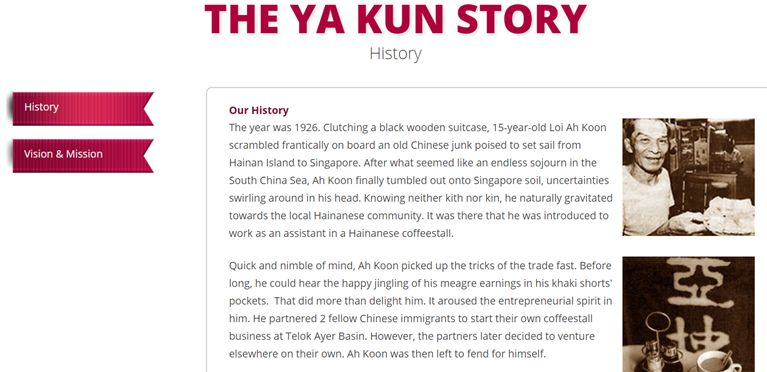 THE YA KUN STORY
History
History
Vision & Mission
Our History
The year was 1926. Clutching a black wooden suitcase, 15-year-old Loi Ah Koon
scrambled frantically on board an old Chinese junk poised to set sail from
Hainan Island to Singapore. After what seemed like an endless sojourn in the
South China Sea, Ah Koon finally tumbled out onto Singapore soil, uncertainties
swirling around in his head. Knowing neither kith nor kin, he naturally gravitated
towards the local Hainanese community. It was there that he was introduced to
work as an assistant in a Hainanese coffeestall.
Quick and nimble of mind, Ah Koon picked up the tricks of the trade fast. Before
long, he could hear the happy jingling of his meagre earnings in his khaki shorts'
pockets.  That did more than delight him. It aroused the entrepreneurial spirit in
him. He partnered 2 fellow Chinese immigrants to start their own coffeestall
business at Telok Ayer Basin. However, the partners later decided to venture
elsewhere on their own. Ah Koon was then left to fend for himself.
亞
坤